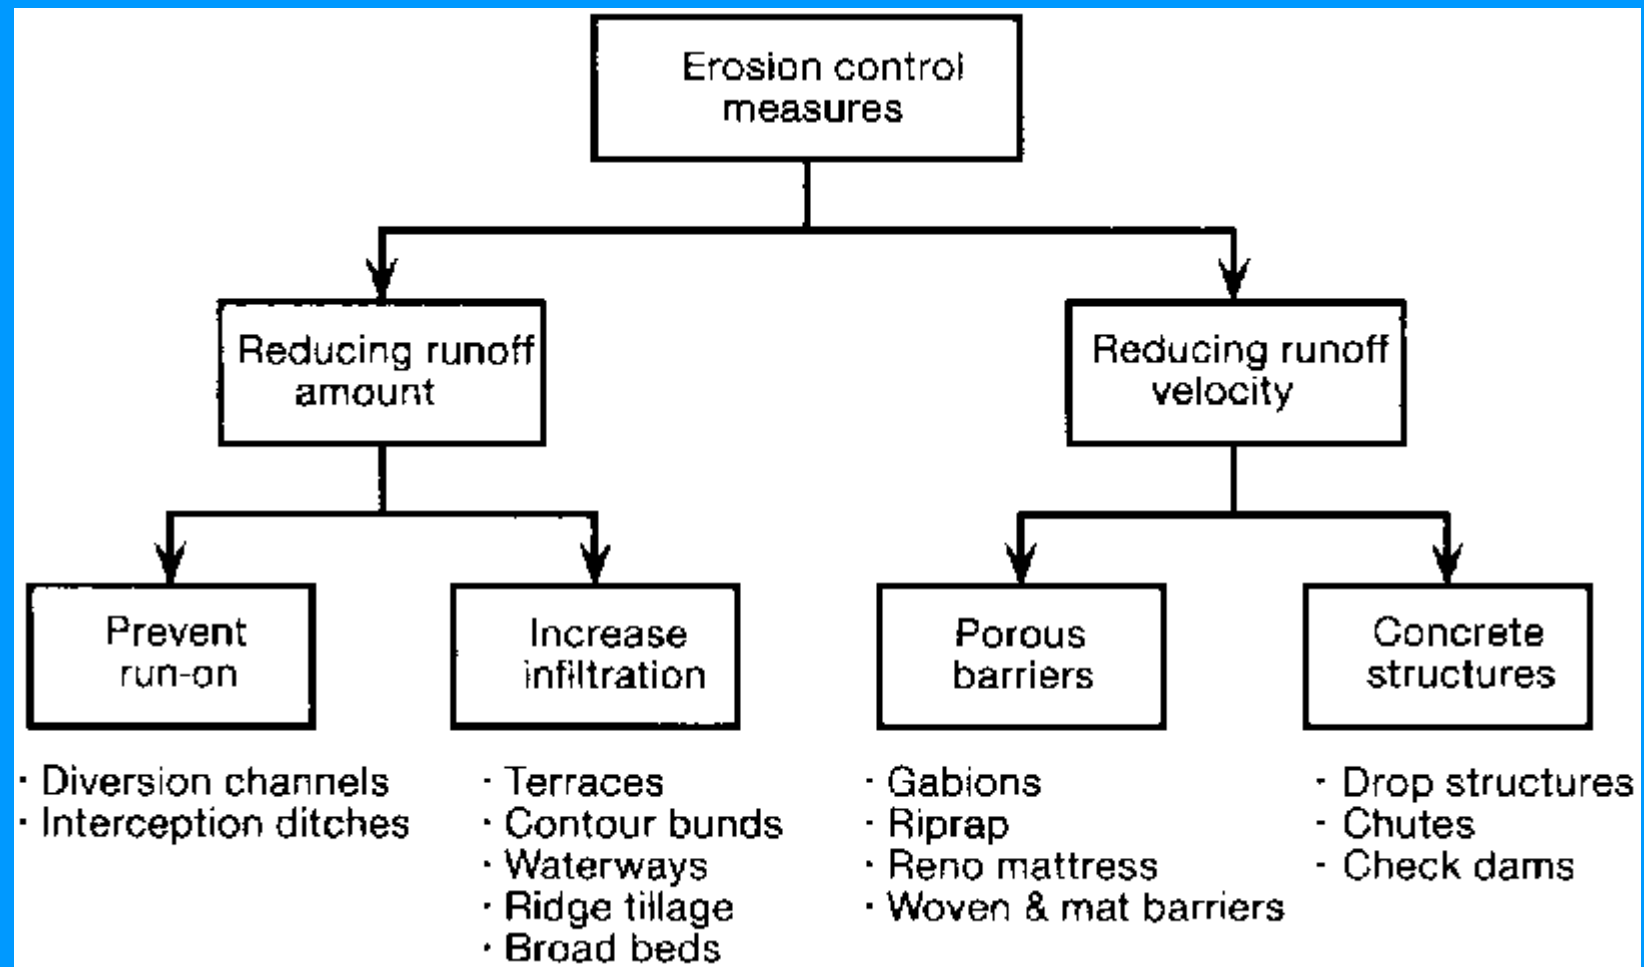 Erosion control
measures
Reducing runoff
amount
Reducing runoff
velocity
Prevent
run-on
Increase
infiltration
Porous
barriers
Concrete
structures
· Diversion channels
· Interception ditches
· Terraces
· Contour bunds
· Waterways
· Ridge tillage
· Broad beds
· Gabions
· Riprap
· Reno mattress
· Woven & mat barriers
- Drop structures
- Chutes
- Check dams